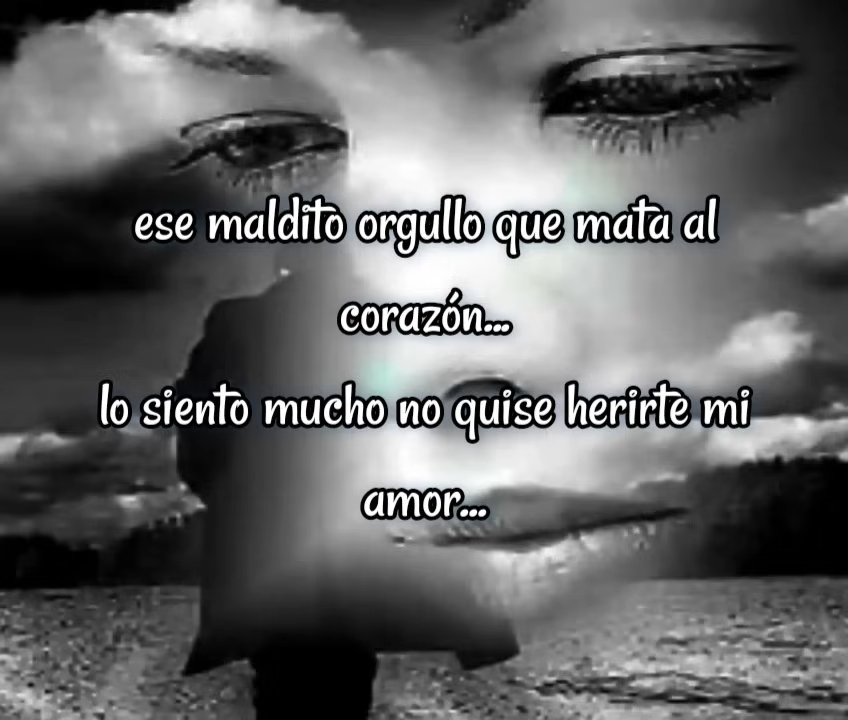 ese maldito orgullo que mata al
corazón...
lo siento mucho no quise herirte mi
amor...